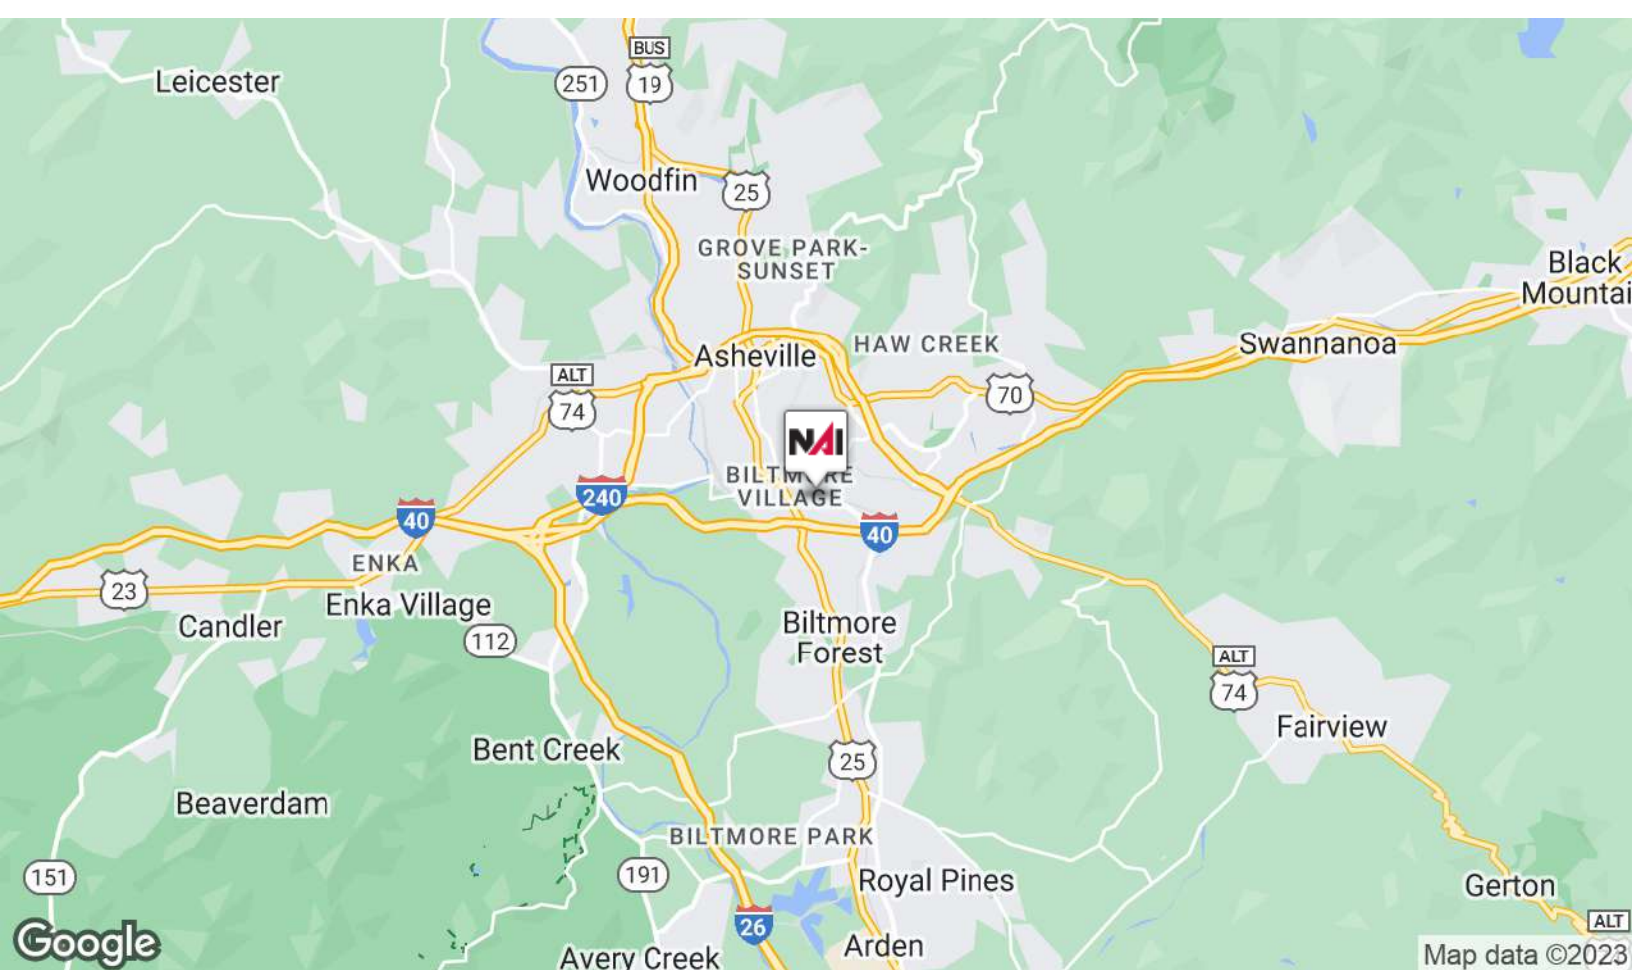 BUS
19
251
Leicester
Woodfin
25
GROVE PARK-
SUNSET
Black
Mountai
HAW CREEK
Swannanoa
Asheville
ALT
74
70
NAI
BILTMORE
VILLAGE
240
40
40
ENKA
23
Enka Village
Candler
112
Biltmore
Forest
ALT
74
Fairview
Bent Creek
25
Beaverdam
BILTMORE PARK
151
191
Royal Pines
Gerton
26
ALT
Google
Avery Creek
Arden
Map data ©2023